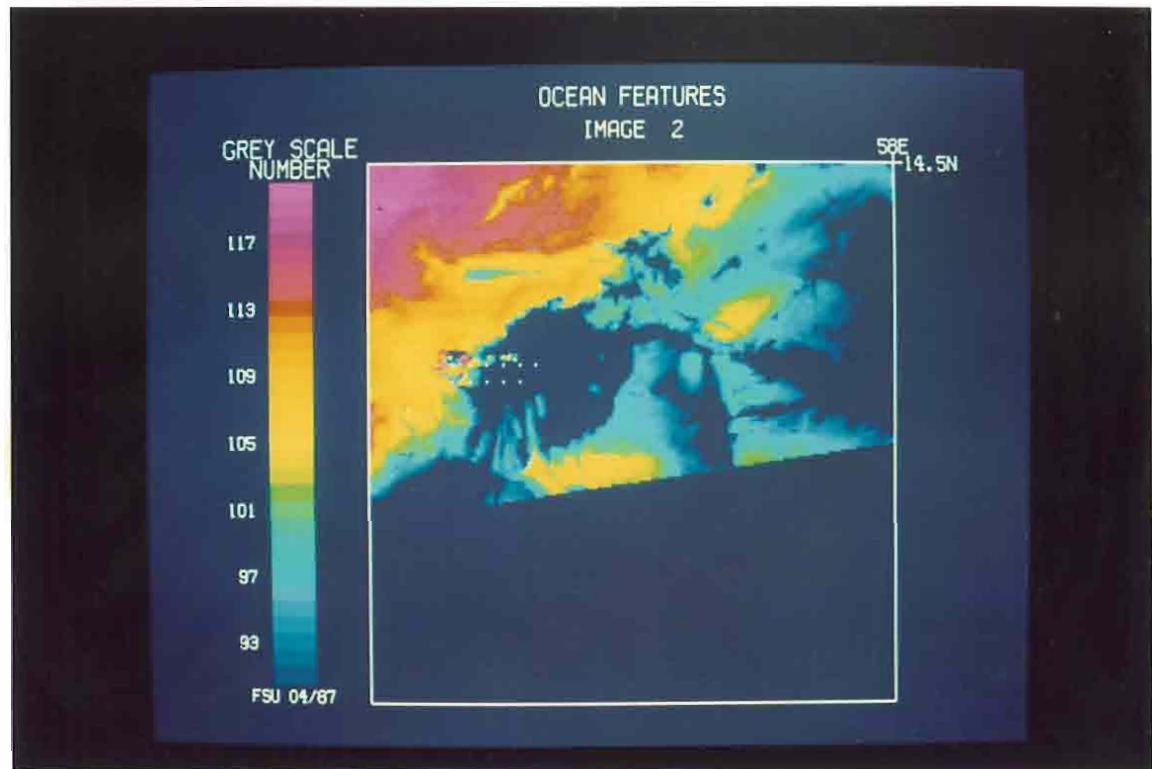 OCEAN FEATURES
IMAGE 2
58E
14.5N
GREY SCALE
NUMBER
117
113
109
105
101
97
93
FSU 04/87